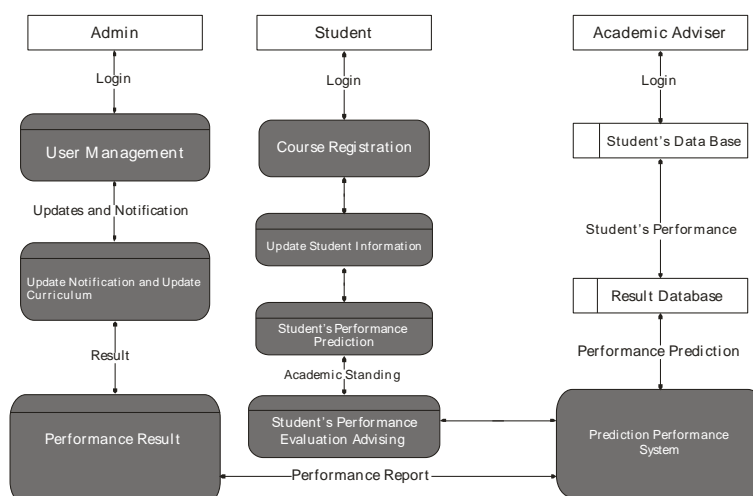 Admin
Student
Academic Adviser
Login
Login
Login
User Management
Course Registration
Student's Data Base
Updates and Notification
Student's Performance
Update Student Information
Update Notification and Update
Curriculum
Result Database
Student's Performance
Prediction
Result
Performance Prediction
Academic Standing
Student's Performance
Evaluation Advising
Performance Result
Prediction Performance
System
Performance Report